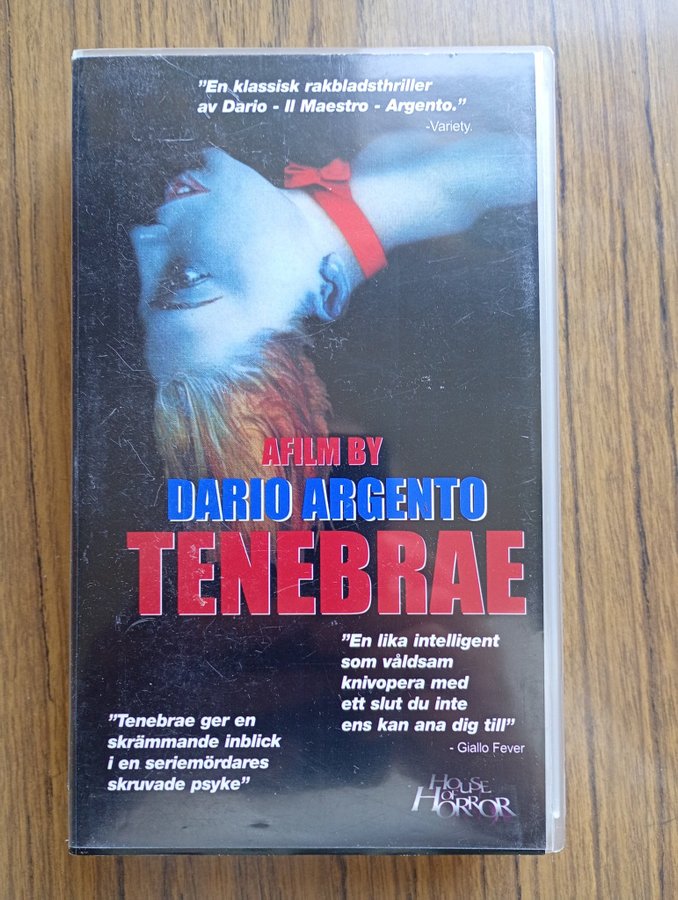 ”En klassisk rakbladsthriller
av Dario - Il Maestro - Argento.”
-Variety.
AFILM BY
DARIO ARGENTO
TENEBRAE
”En lika intelligent
som våldsam
knivopera med
ett slut du inte
ens kan ana dig till”
- Giallo Fever
”Tenebrae ger en
skrämmande inblick
i en seriemördares
skruvade psyke”
HOUSE
OF
HORROR